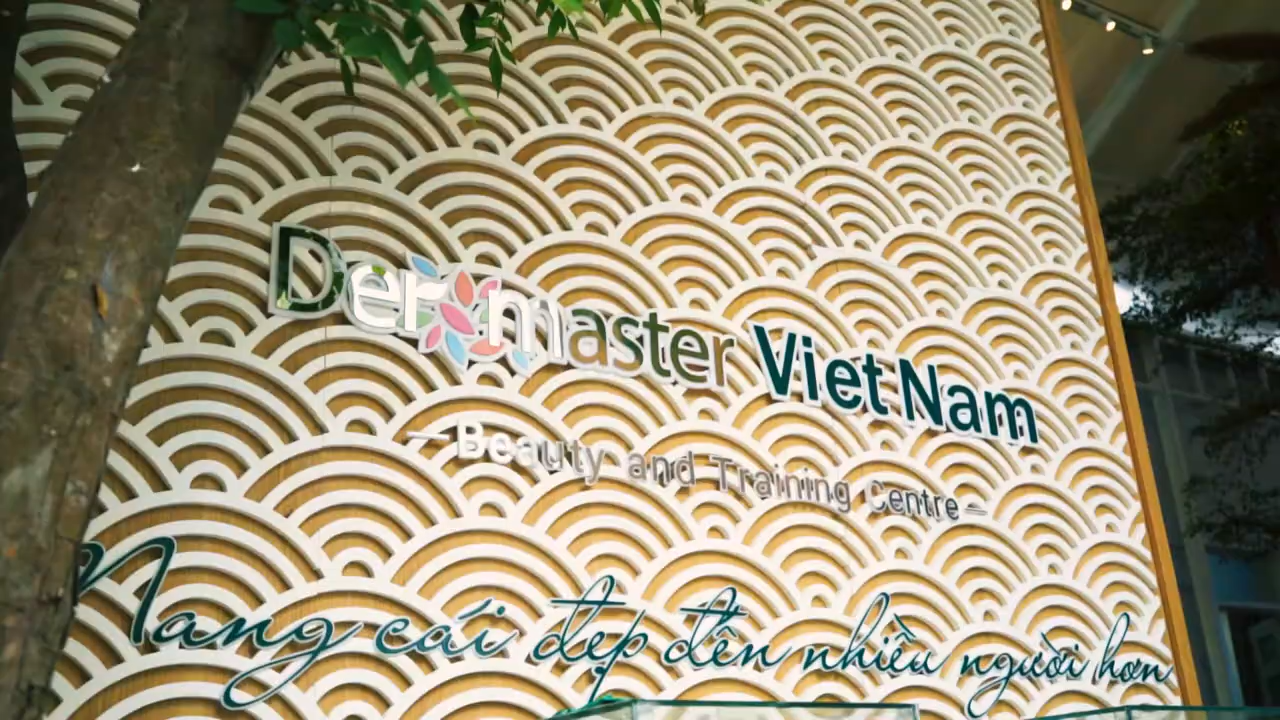 Dermaster Viet Nam
Beauty and Training Centre
Mang cái đẹp đến nhiều người hơn